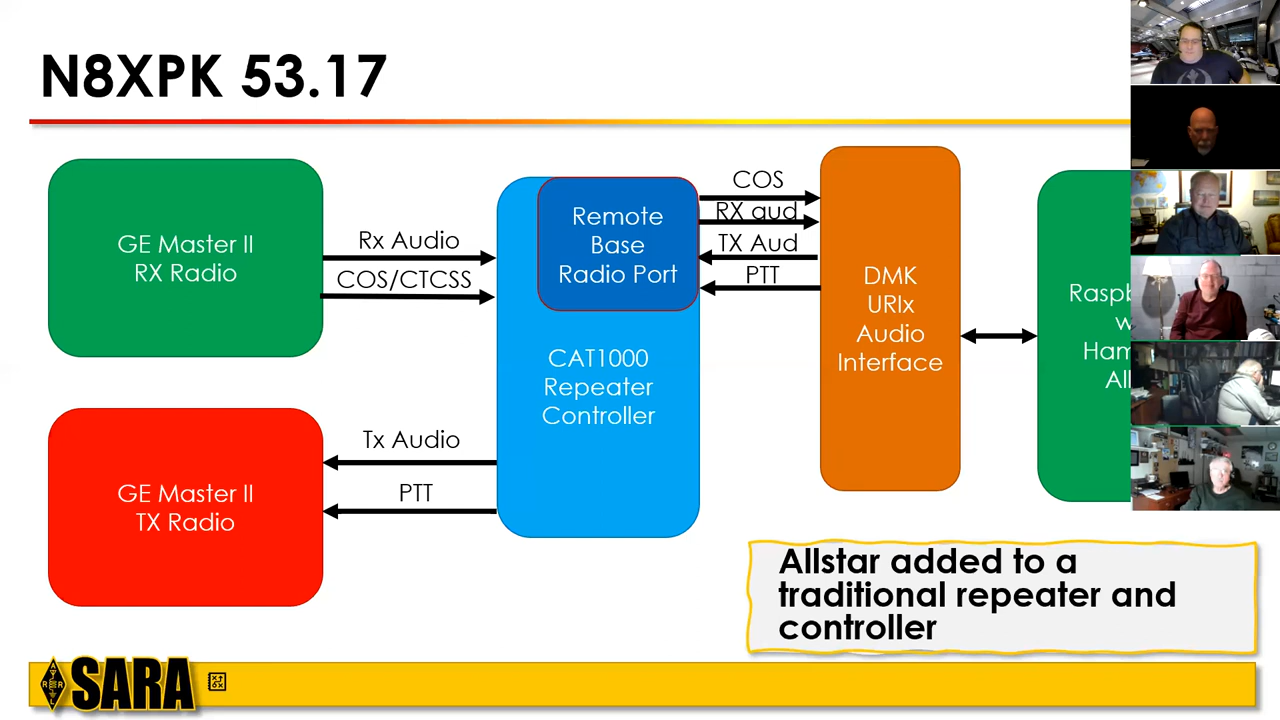 N8XPK 53.17
GE Master II
RX Radio
Rx Audio
COS/CTCSS
Remote
Base
Radio Port
CAT1000
Repeater
Controller
COS
RX aud
TX Aud
PTT
DMK
URIx
Audio
Interface
GE Master II
TX Radio
Tx Audio
PTT
Allstar added to a
traditional repeater and
controller
ARRL
SARA